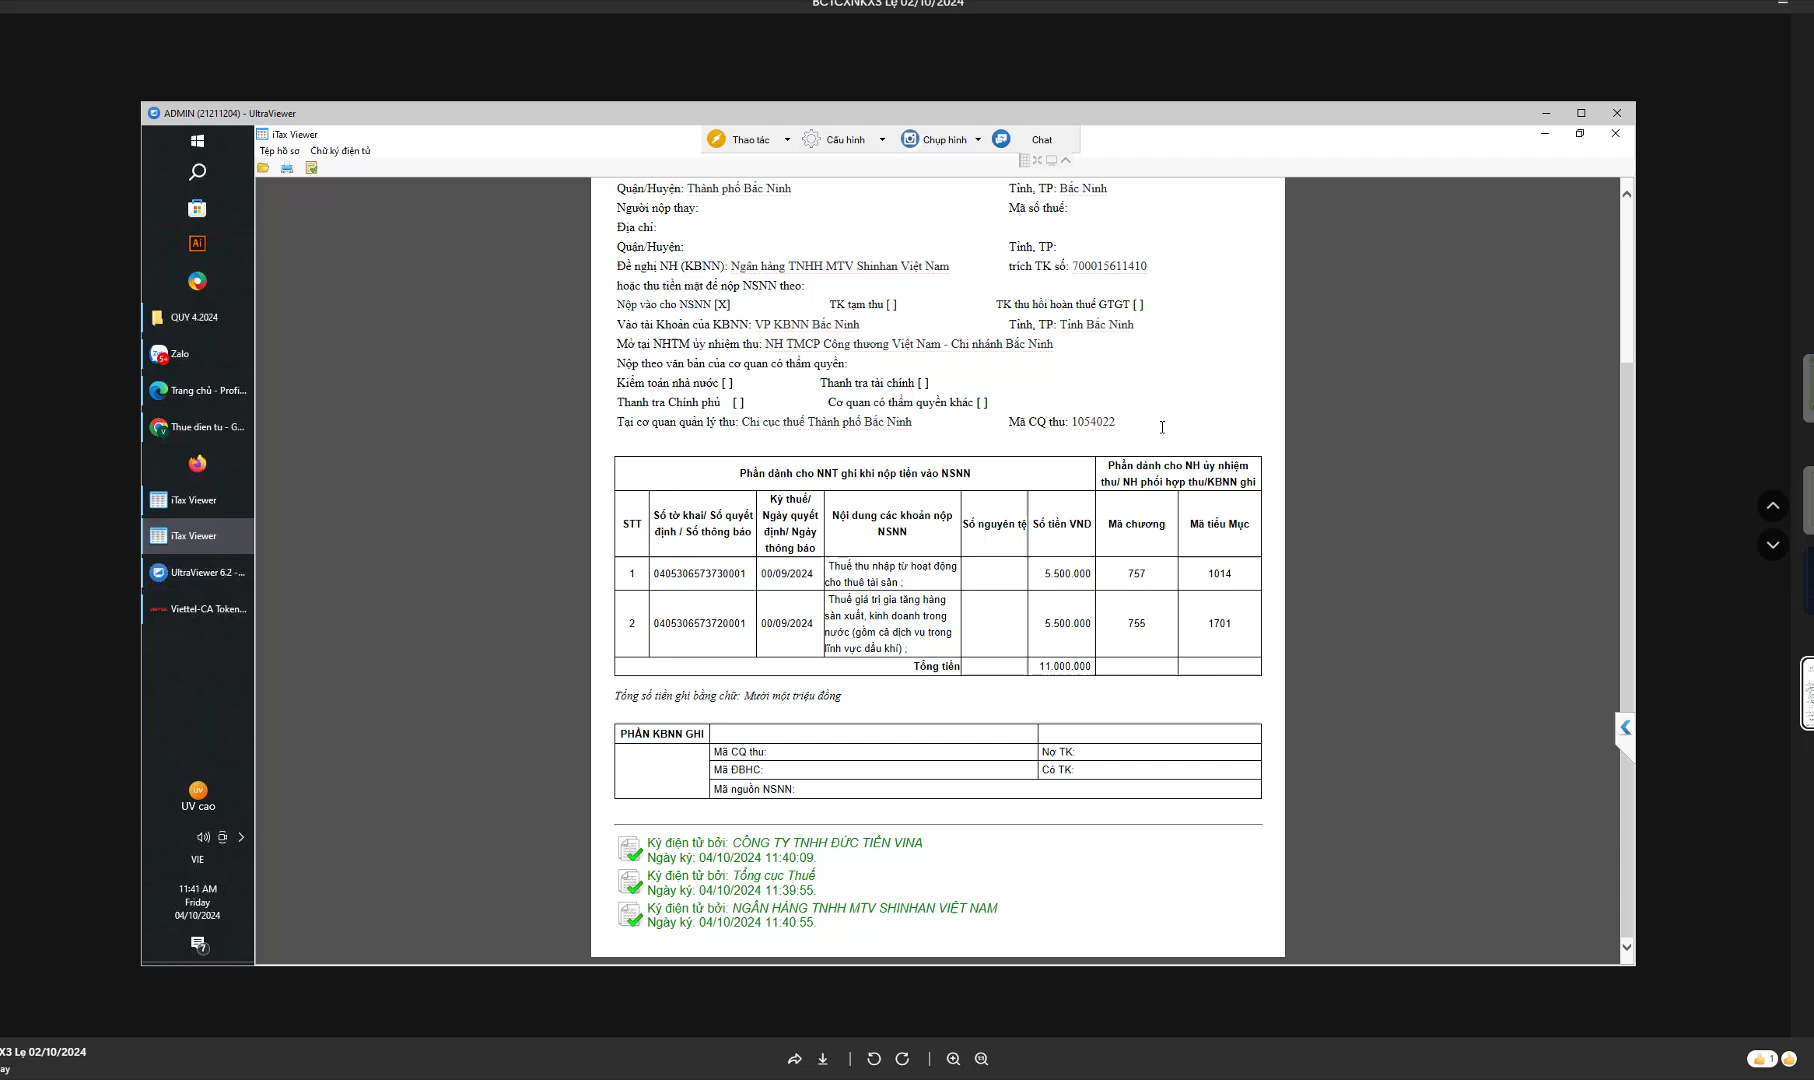 BCTCXNKX3 Lệ 02/10/2024
ADMIN (21211204) - UltraViewer
iTax Viewer
Tệp hồ sơ Chữ ký điện tử
Thao tác Cấu hình Chụp hình Chat
QUY 4.2024
Zalo
5+
Trang chủ - Profi...
Thue dien tu - G...
iTax Viewer
iTax Viewer
UltraViewer 6.2 -...
Viettel-CA Token...
UV
UV cao
VIE
11:41 AM
Friday
04/10/2024
7
Quận/Huyện: Thành phố Bắc Ninh Tỉnh, TP: Bắc Ninh
Người nộp thay: Mã số thuế:
Địa chỉ:
Quận/Huyện: Tỉnh, TP:
Đề nghị NH (KBNN): Ngân hàng TNHH MTV Shinhan Việt Nam trích TK số: 700015611410
hoặc thu tiền mặt để nộp NSNN theo:
Nộp vào cho NSNN [X] TK tạm thu [ ] TK thu hồi hoàn thuế GTGT [ ]
Vào tài Khoản của KBNN: VP KBNN Bắc Ninh Tỉnh, TP: Tỉnh Bắc Ninh
Mở tại NHTM ủy nhiệm thu: NH TMCP Công thương Việt Nam - Chi nhánh Bắc Ninh
Nộp theo văn bản của cơ quan có thẩm quyền:
Kiểm toán nhà nước [ ] Thanh tra tài chính [ ]
Thanh tra Chính phủ [ ] Cơ quan có thẩm quyền khác [ ]
Tại cơ quan quản lý thu: Chi cục thuế Thành phố Bắc Ninh Mã CQ thu: 1054022
Phần dành cho NNT ghi khi nộp tiền vào NSNN
Phần dành cho NH ủy nhiệm
thu/ NH phối hợp thu/KBNN ghi
STT
Số tờ khai/ Số quyết
định / Số thông báo
Kỳ thuế/
Ngày quyết
định/ Ngày
thông báo
Nội dung các khoản nộp
NSNN
Số nguyên tệ
Số tiền VND
Mã chương
Mã tiểu Mục
1 0405306573730001 00/09/2024
Thuế thu nhập từ hoạt động
cho thuê tài sản ;
5.500.000 757 1014
2 0405306573720001 00/09/2024
Thuế giá trị gia tăng hàng
sản xuất, kinh doanh trong
nước (gồm cả dịch vụ trong
lĩnh vực dầu khí) ;
5.500.000 755 1701
Tổng tiền 11.000.000
Tổng số tiền ghi bằng chữ: Mười một triệu đồng
PHẦN KBNN GHI
Mã CQ thu: Nợ TK:
Mã ĐBHC: Có TK:
Mã nguồn NSNN:
Ký điện tử bởi: CÔNG TY TNHH ĐỨC TIẾN VINA
Ngày ký: 04/10/2024 11:40:09.
Ký điện tử bởi: Tổng cục Thuế
Ngày ký: 04/10/2024 11:39:55.
Ký điện tử bởi: NGÂN HÀNG TNHH MTV SHINHAN VIỆT NAM
Ngày ký: 04/10/2024 11:40:55.
X3 Lệ 02/10/2024
ay
1